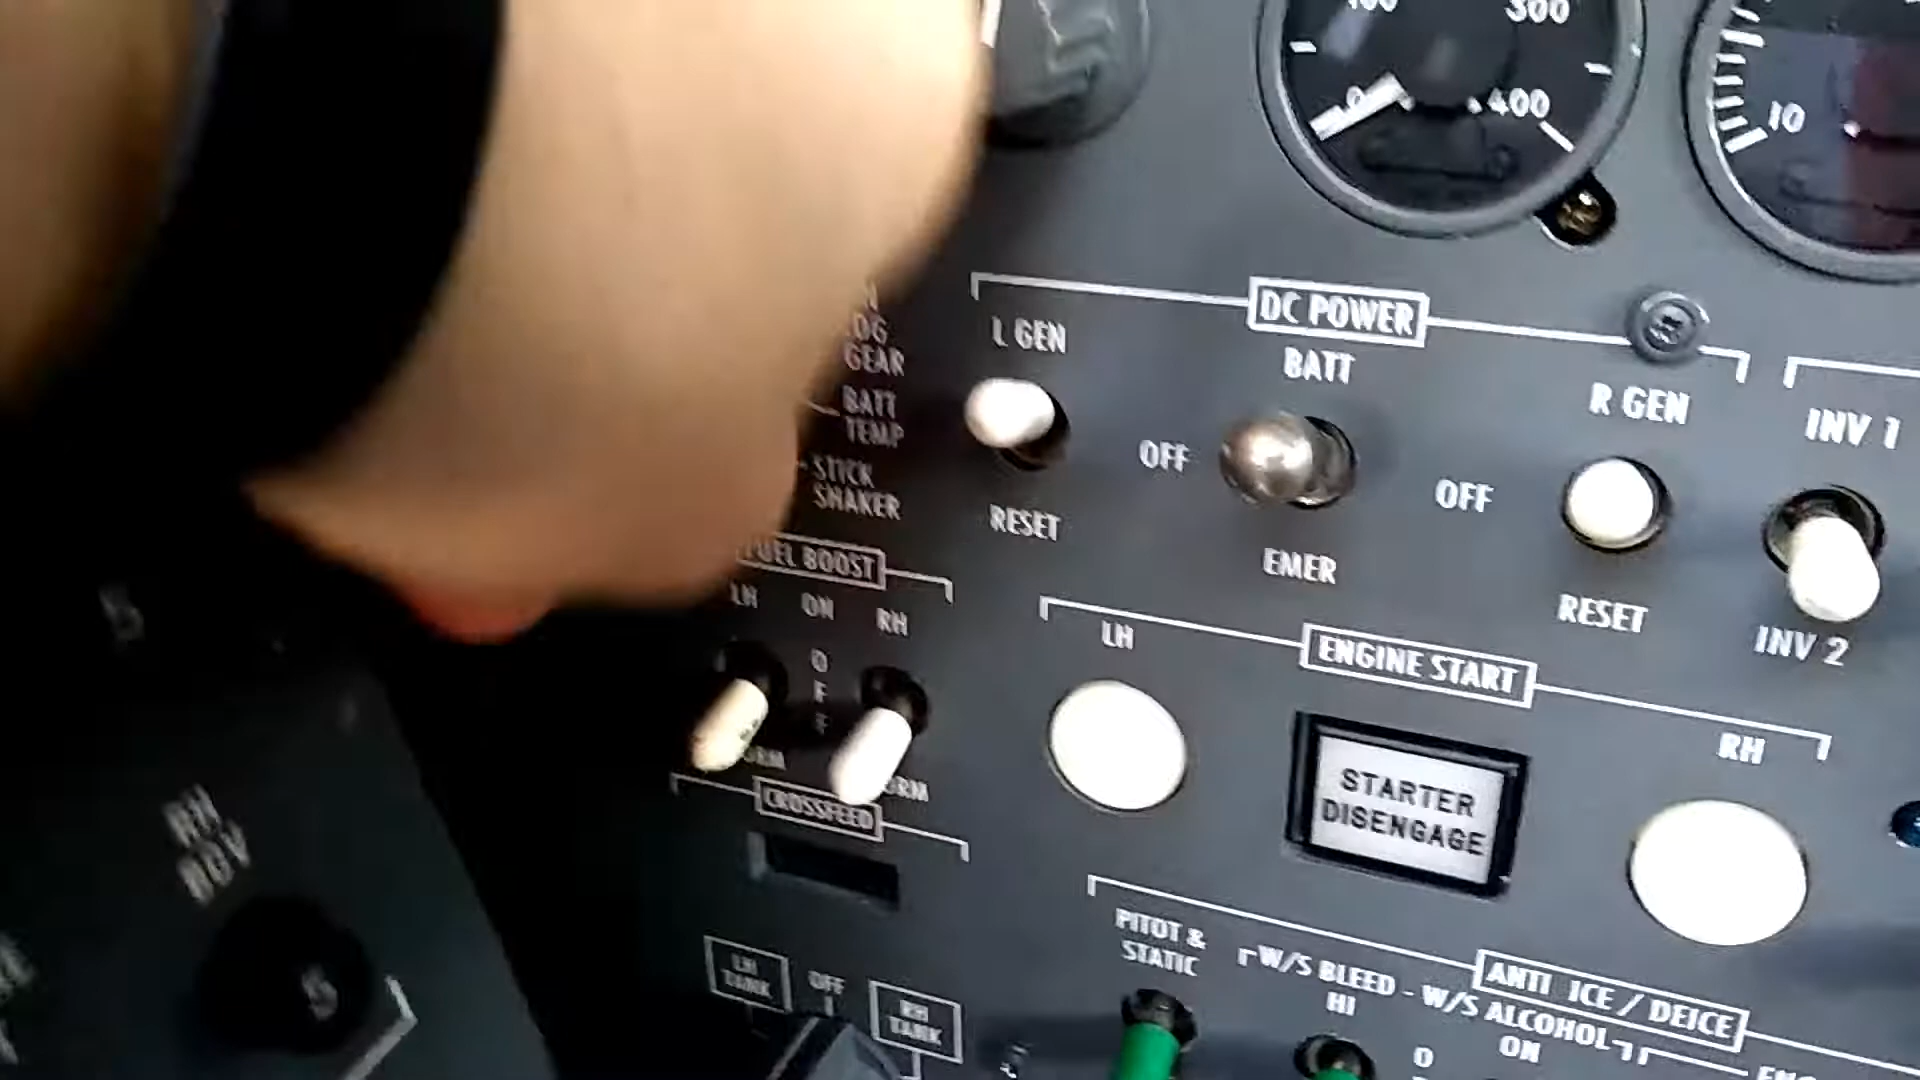 300
400
0
10
DC POWER
L GEN
BATT
R GEN
INV 1
GEAR
BATT
TEMP
STICK
SHAKER
OFF
OFF
RESET
EMER
RESET
INV 2
FUEL BOOST
LH
ON
RH
OFF
CROSSFEED
ENGINE START
LH
RH
STARTER
DISENGAGE
RH
LH
TANK
OFF
RH
TANK
PITOT &
STATIC
W/S BLEED - W/S ALCOHOL
HI
ON
ANTI ICE / DEICE